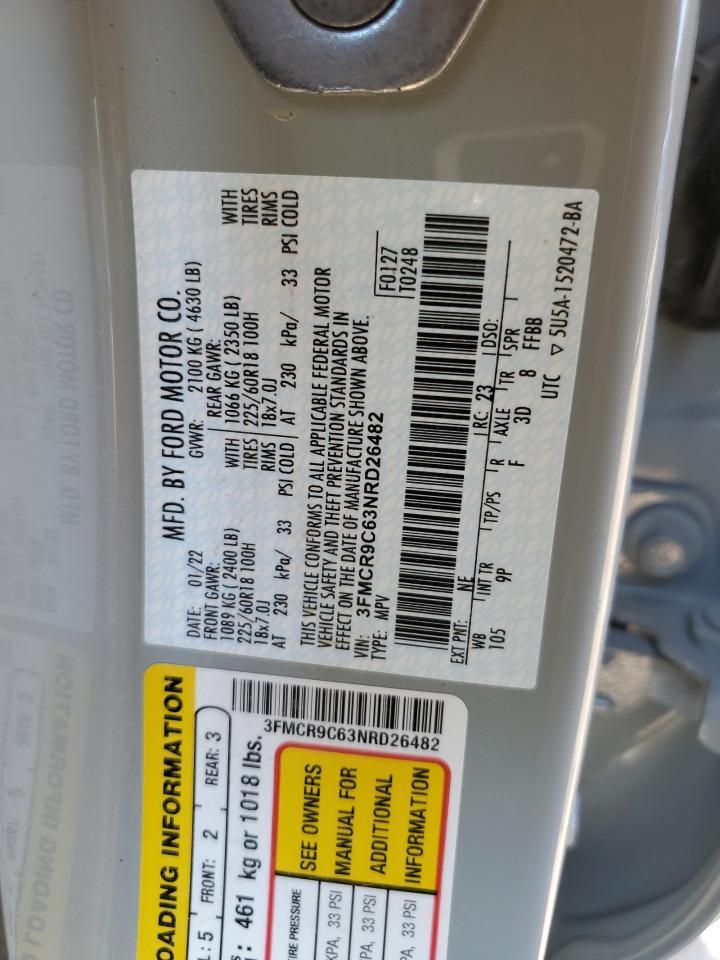 MFD. BY FORD MOTOR CO.
DATE: 01/22 GVWR: 2100 KG ( 4630 LB)
FRONT GAWR: REAR GAWR:
1089 KG ( 2400 LB) WITH 1066 KG ( 2350 LB) WITH
225/60R18 100H TIRES 225/60R18 100H TIRES
18x7.0J RIMS 18x7.0J RIMS
AT 230 kPa/ 33 PSI COLD AT 230 kPa/ 33 PSI COLD
THIS VEHICLE CONFORMS TO ALL APPLICABLE FEDERAL MOTOR
VEHICLE SAFETY AND THEFT PREVENTION STANDARDS IN
EFFECT ON THE DATE OF MANUFACTURE SHOWN ABOVE.
VIN: 3FMCR9C63NRD26482 F0127
TYPE: MPV T0248
EXT PNT: NE RC: 23 DSO:
WB INT TR TP/PS R AXLE TR SPR
105 9P F 3D 8 FFBB
UTC ▽ 5U5A-1520472-BA
OADING INFORMATION
L: 5 FRONT: 2 REAR: 3
: 461 kg or 1018 lbs.
3FMCR9C63NRD26482
IRE PRESSURE
KPA, 33 PSI
PA, 33 PSI
PA, 33 PSI
SEE OWNERS
MANUAL FOR
ADDITIONAL
INFORMATION